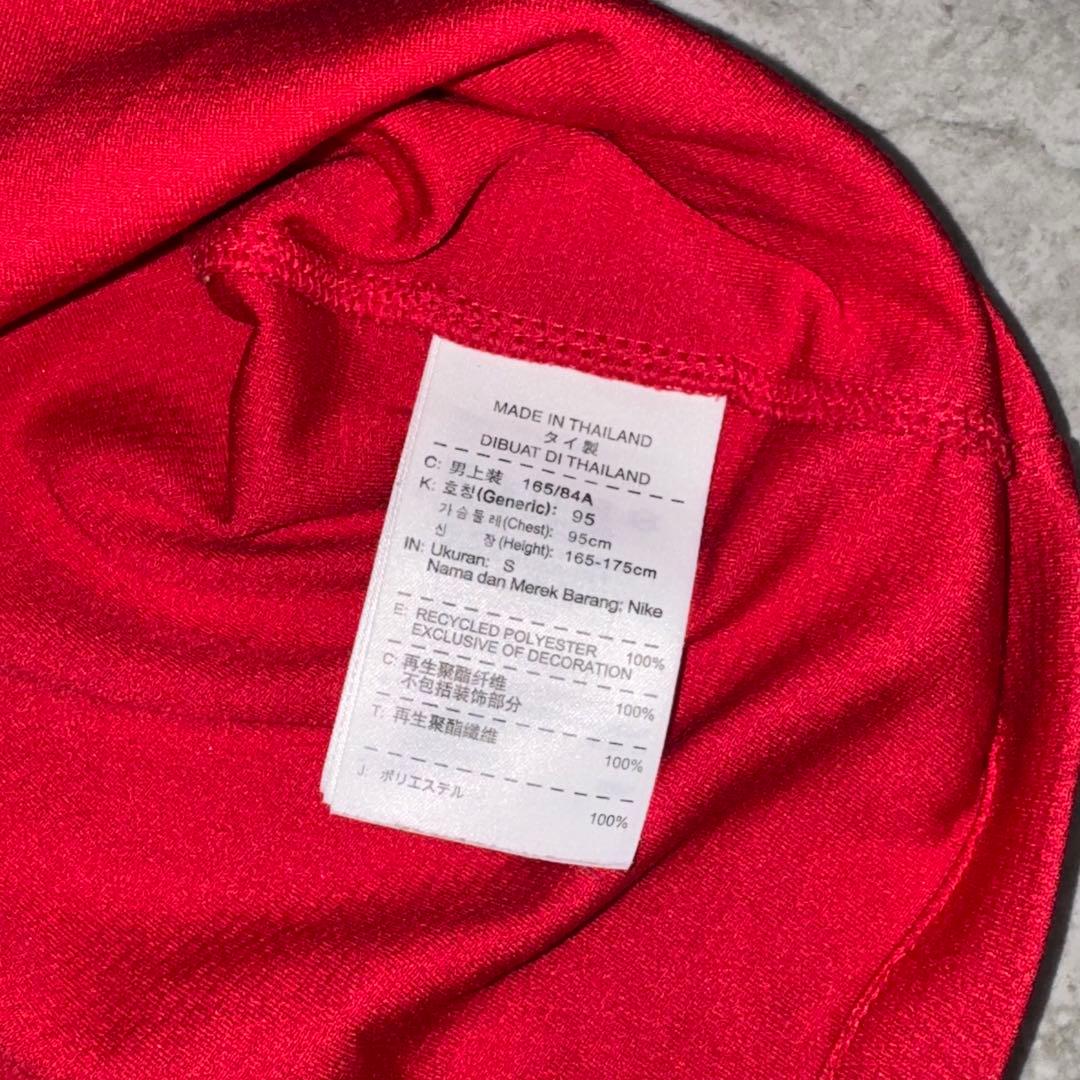 MADE IN THAILAND
タイ製
DIBUAT DI THAILAND
C: 男上装 165/84A
K: 호칭(Generic): 95
가슴둘레(Chest): 95cm
신 장(Height): 165-175cm
IN: Ukuran: S
Nama dan Merek Barang: Nike
E: RECYCLED POLYESTER 100%
EXCLUSIVE OF DECORATION
C: 再生聚酯纤维 100%
不包括装饰部分
T: 再生聚酯纖維 100%
J: ポリエステル 100%